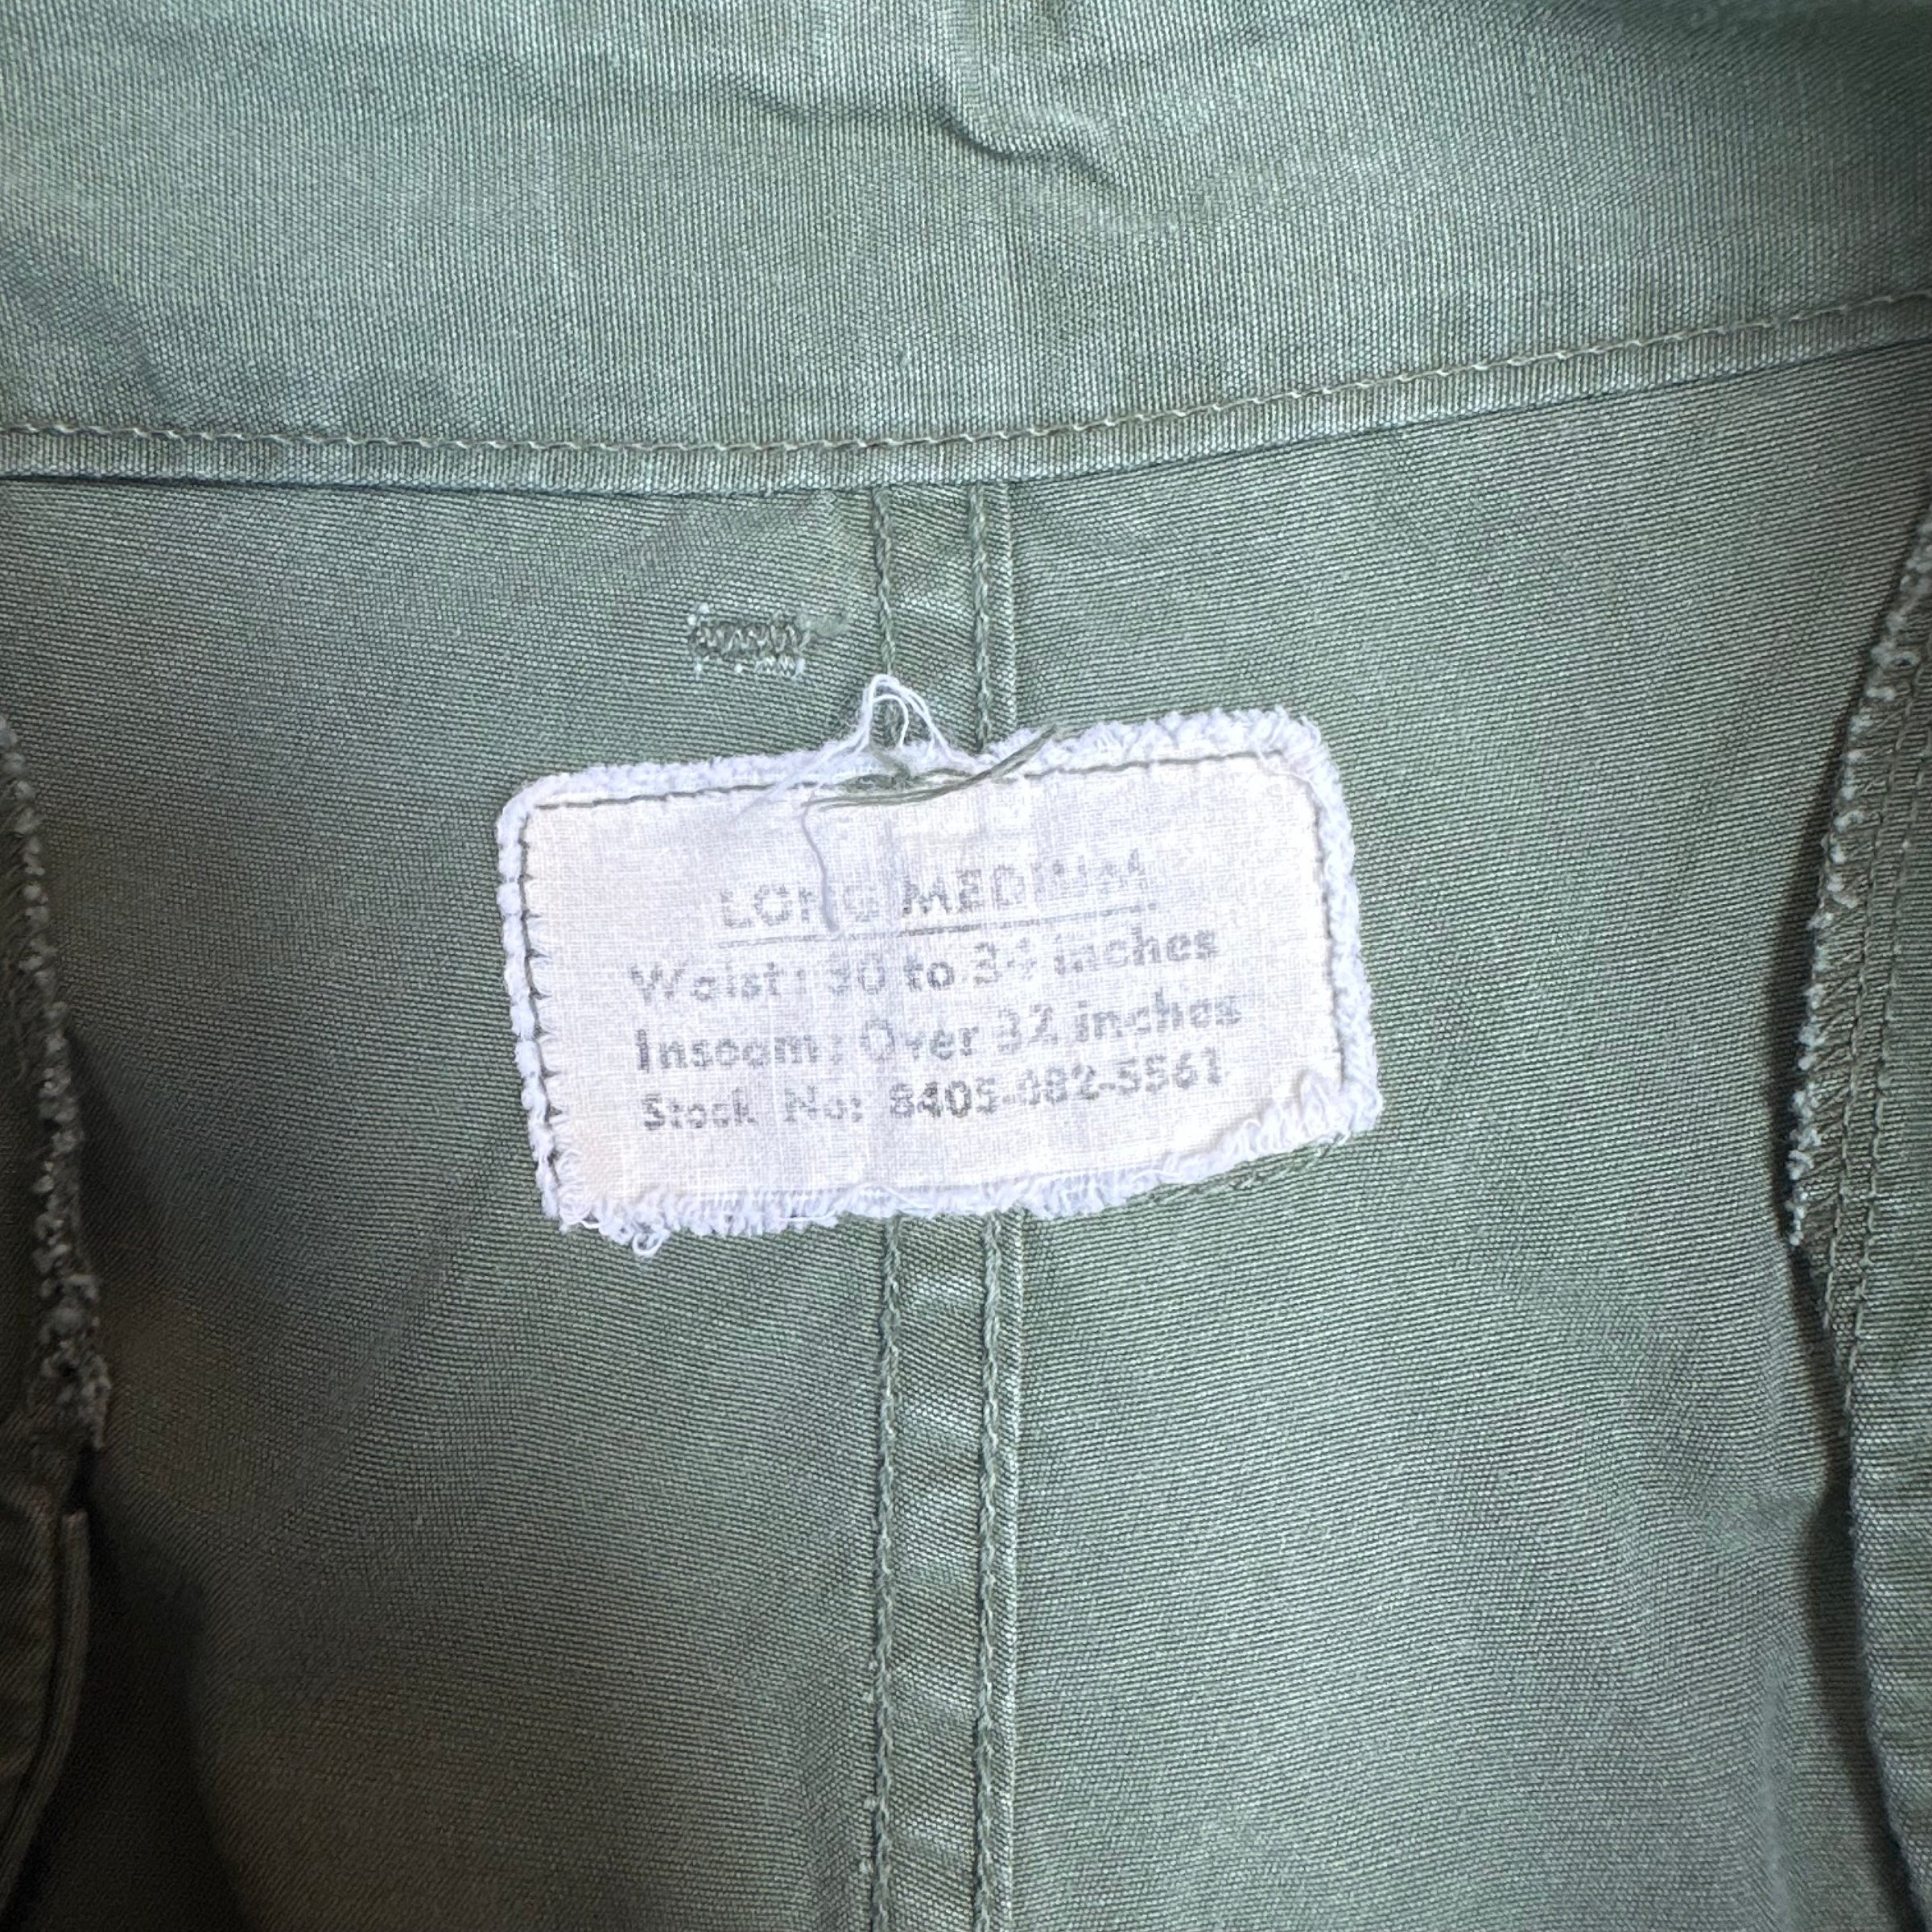 LONG MEDIUM
Waist: 30 to 34 inches
Inseam: Over 32 inches
Stock No: 8405-082-5561